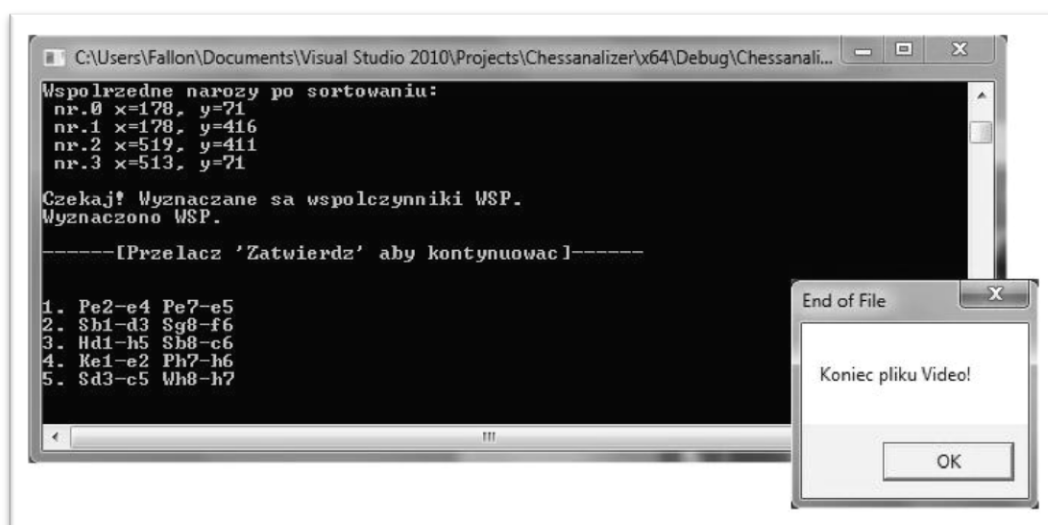 C:\Users\Fallon\Documents\Visual Studio 2010\Projects\Chessanalizer\x64\Debug\Chessanali...
Wspolrzedne narozy po sortowaniu:
nr.0 x=178, y=71
nr.1 x=178, y=416
nr.2 x=519, y=411
nr.3 x=513, y=71
Czekaj! Wyznaczane sa wspolczynniki WSP.
Wyznaczono WSP.
------[Przelacz 'Zatwierdz' aby kontynuowac]------
1. Pe2-e4 Pe7-e5
2. Sb1-d3 Sg8-f6
3. Hd1-h5 Sb8-c6
4. Ke1-e2 Ph7-h6
5. Sd3-c5 Wh8-h7
End of File
Koniec pliku Video!
OK